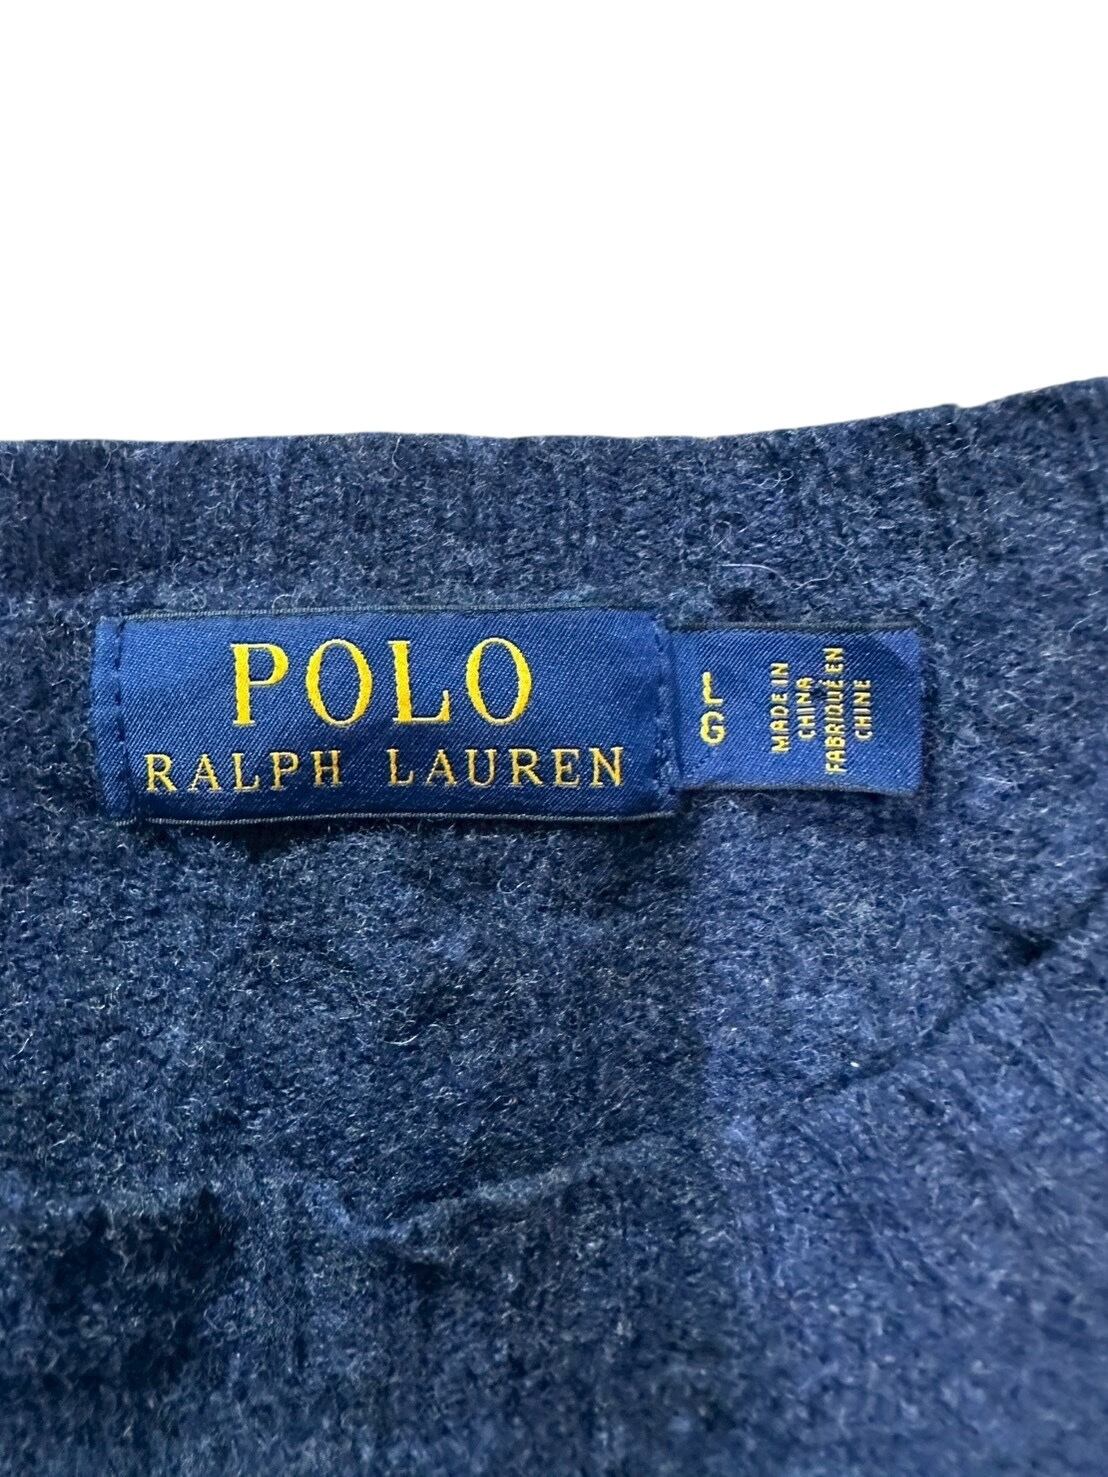 POLO
RALPH LAUREN
L
G
MADE IN
CHINA
FABRIQUÉ EN
CHINE